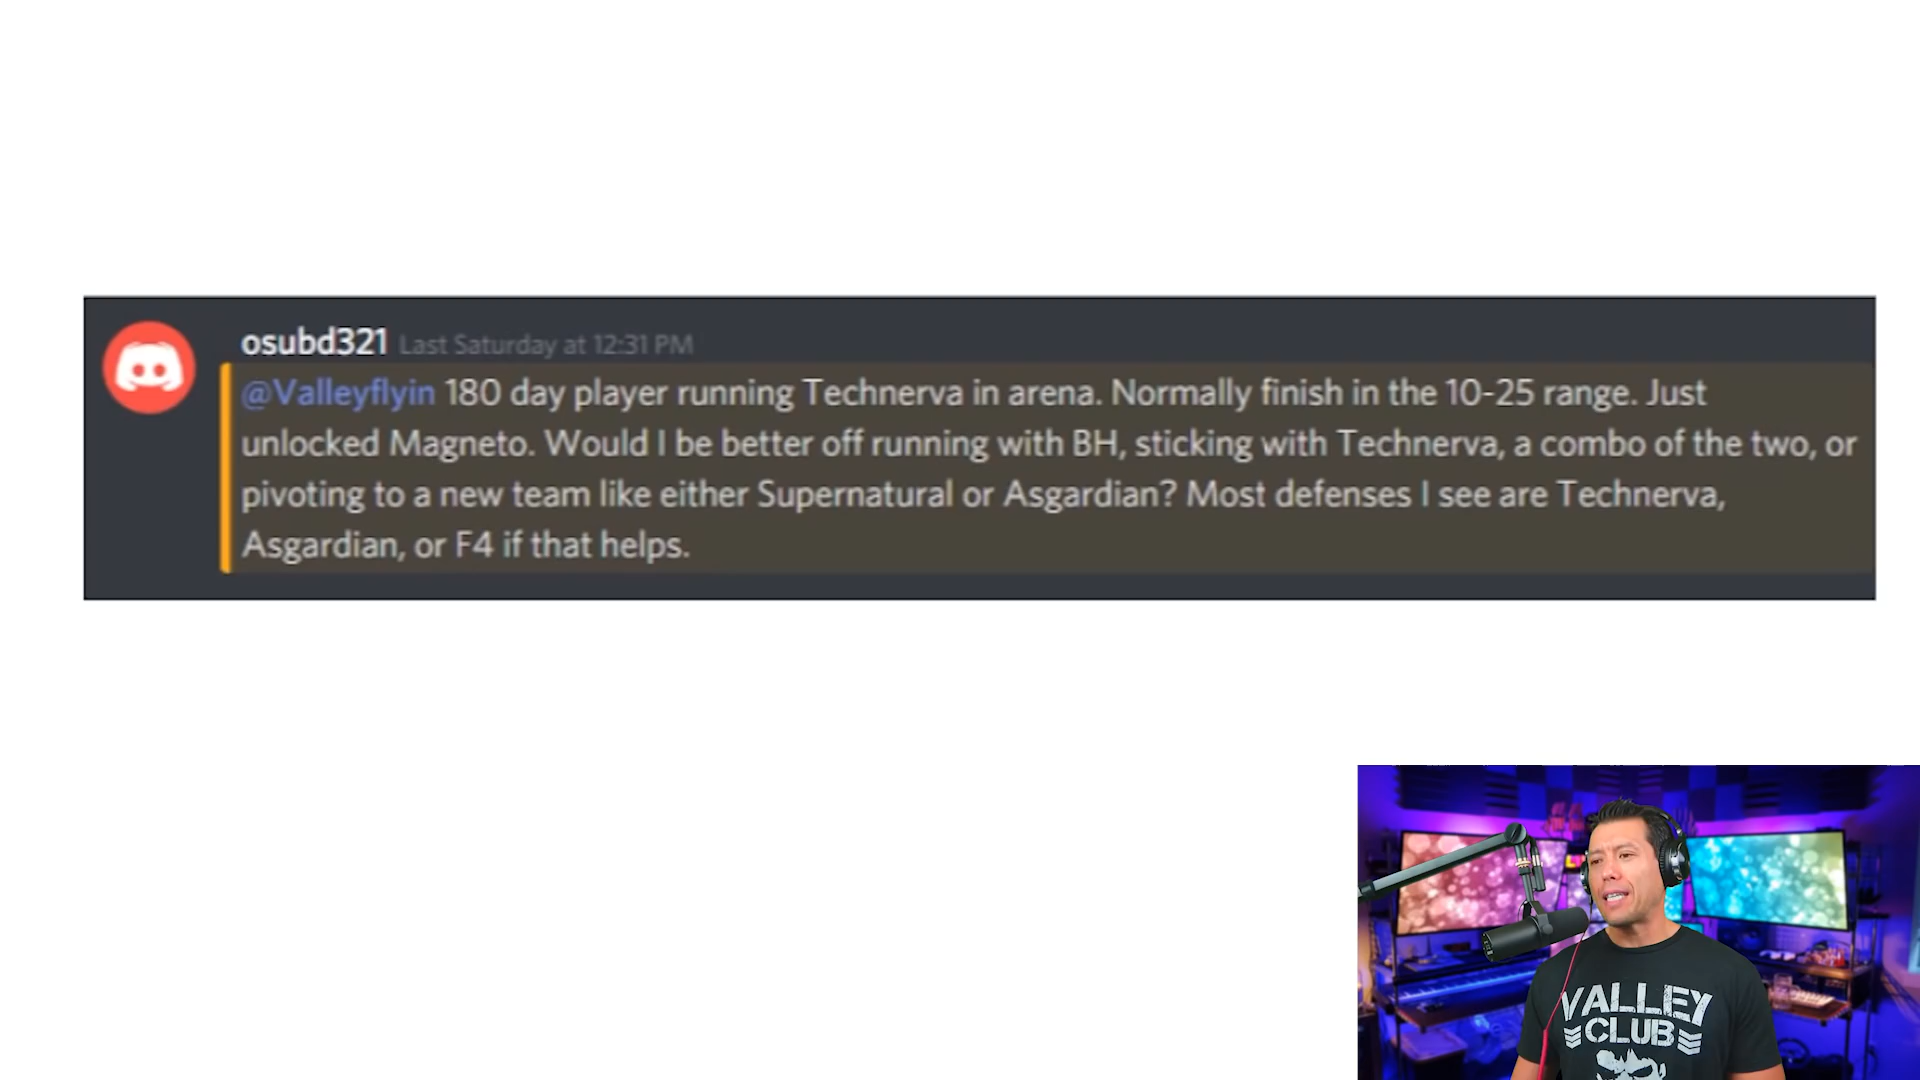 osubd321 Last Saturday at 12:31 PM
@Valleyflyin 180 day player running Technerva in arena. Normally finish in the 10-25 range. Just
unlocked Magneto. Would I be better off running with BH, sticking with Technerva, a combo of the two, or
pivoting to a new team like either Supernatural or Asgardian? Most defenses I see are Technerva,
Asgardian, or F4 if that helps.
VALLEY
CLUB